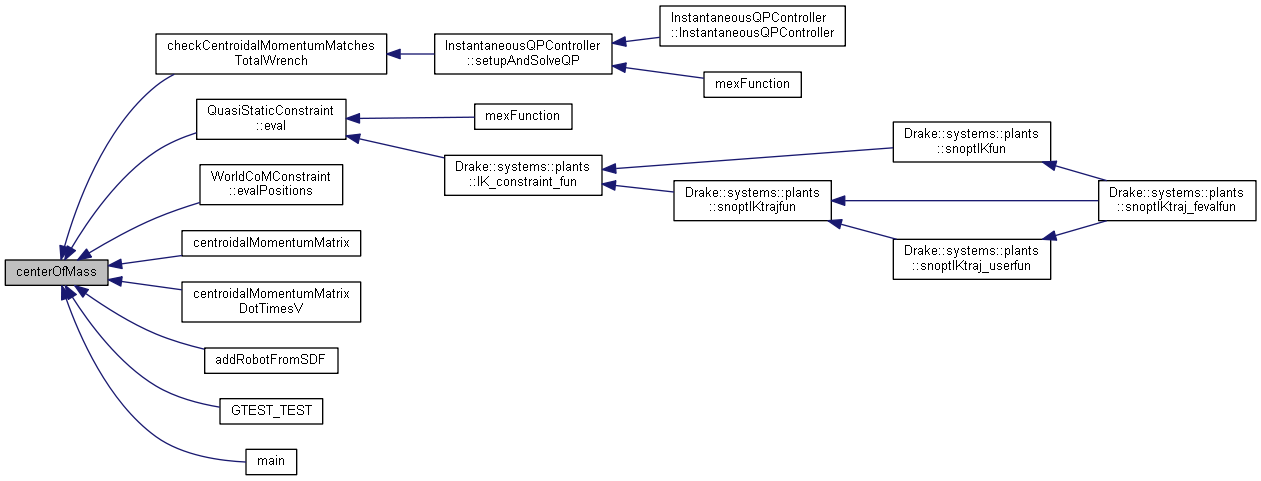 InstantaneousQPController
::InstantaneousQPController
checkCentroidalMomentumMatches
TotalWrench
InstantaneousQPController
::setupAndSolveQP
mexFunction
QuasiStaticConstraint
::eval
mexFunction
Drake::systems::plants
::snoptIKfun
Drake::systems::plants
::IK_constraint_fun
WorldCoMConstraint
::evalPositions
Drake::systems::plants
::snoptIKtrajfun
Drake::systems::plants
::snoptIKtraj_fevalfun
centroidalMomentumMatrix
Drake::systems::plants
::snoptIKtraj_userfun
centerOfMass
centroidalMomentumMatrix
DotTimesV
addRobotFromSDF
GTEST_TEST
main